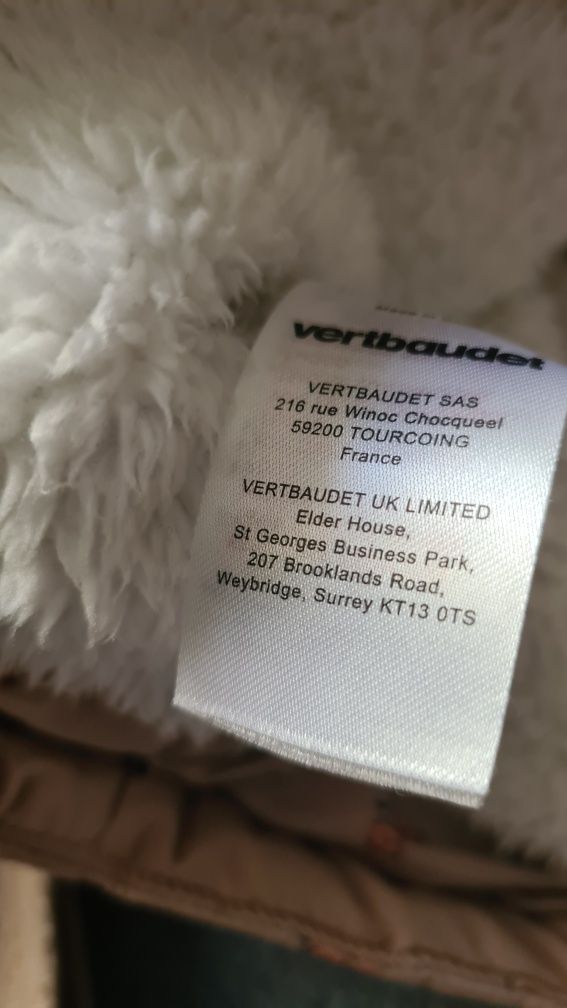 vertbaudet
VERTBAUDET SAS
216 rue Winoc Chocqueel
59200 TOURCOING
France
VERTBAUDET UK LIMITED
Elder House,
St Georges Business Park,
207 Brooklands Road,
Weybridge, Surrey KT13 0TS